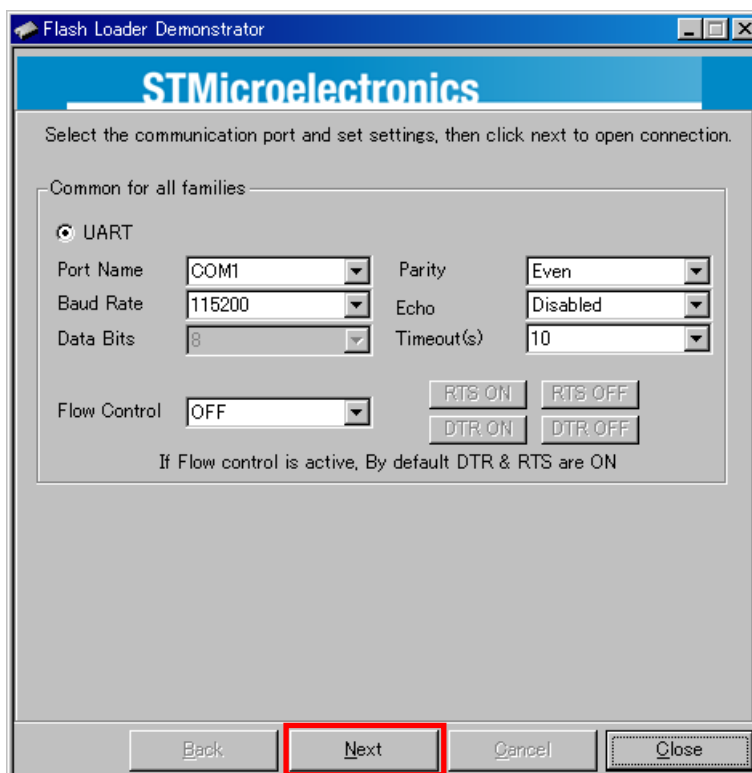 Flash Loader Demonstrator
STMicroelectronics
Select the communication port and set settings, then click next to open connection.
Common for all families
UART
Port Name COM1 Parity Even
Baud Rate 115200 Echo Disabled
Data Bits 8 Timeout(s) 10
RTS ON RTS OFF
Flow Control OFF
DTR ON DTR OFF
If Flow control is active, By default DTR & RTS are ON
Back Next Cancel Close